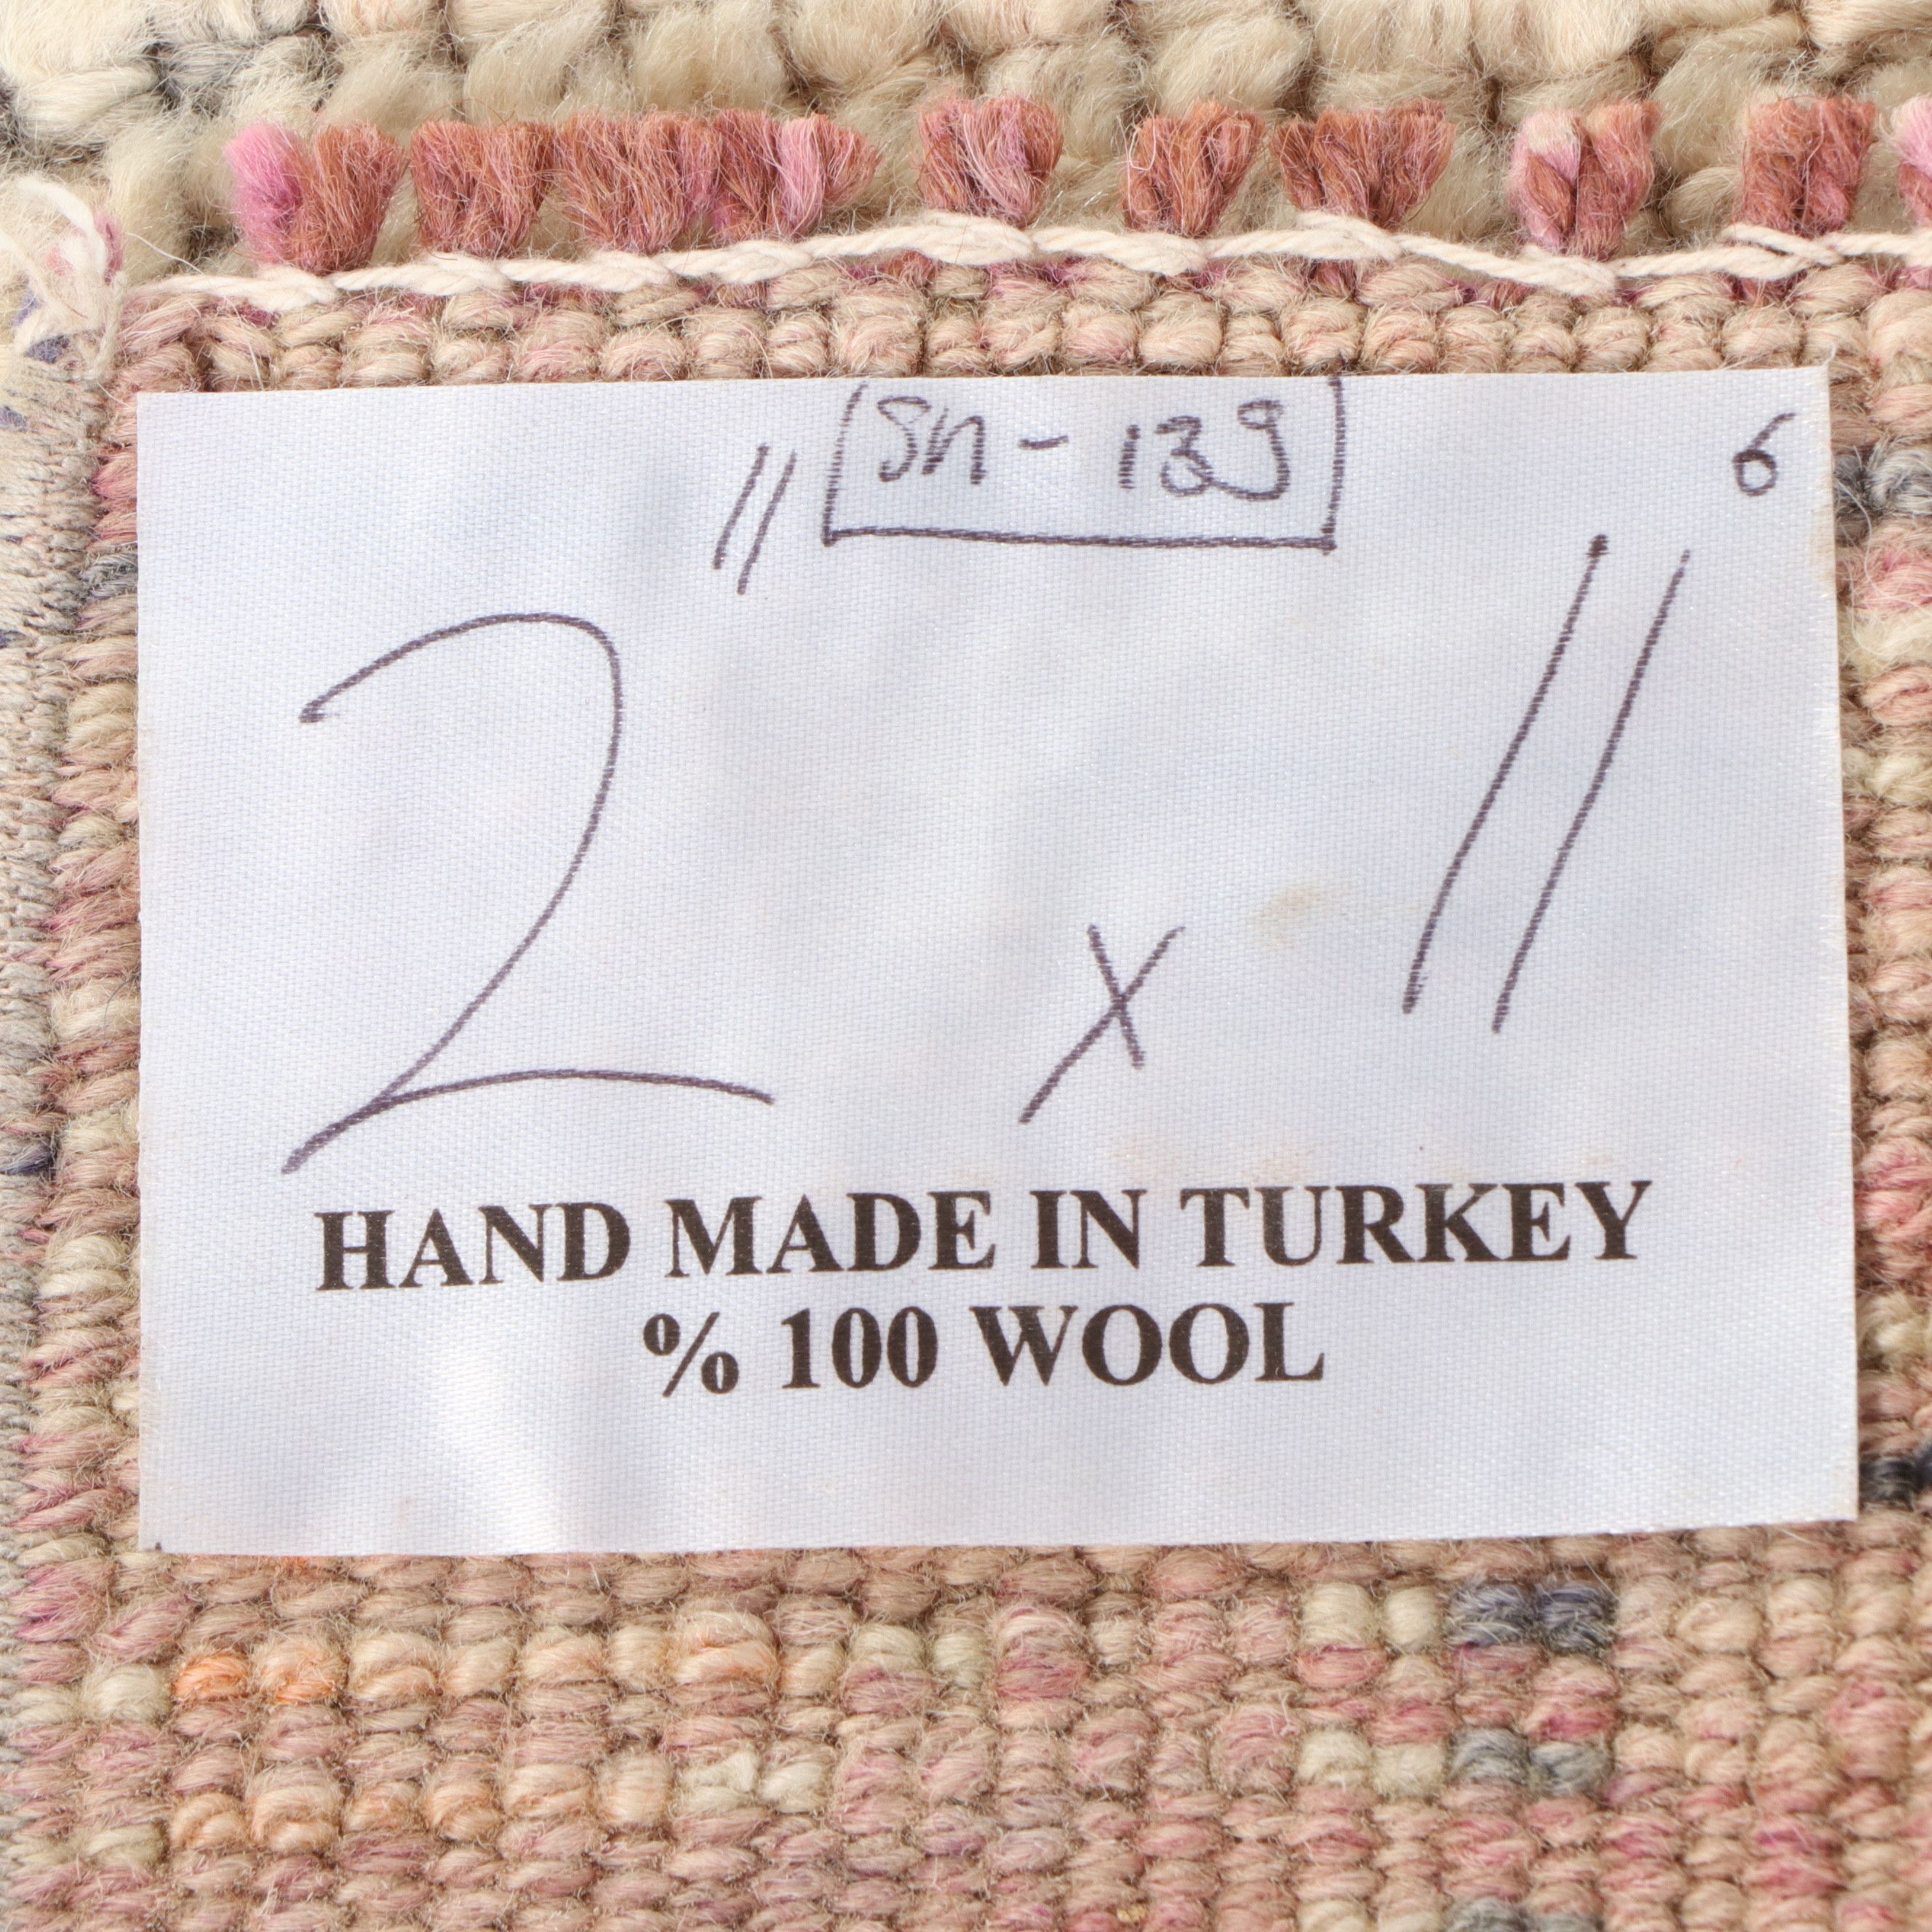 Sn-139
2 11 x 11 6
HAND MADE IN TURKEY
% 100 WOOL